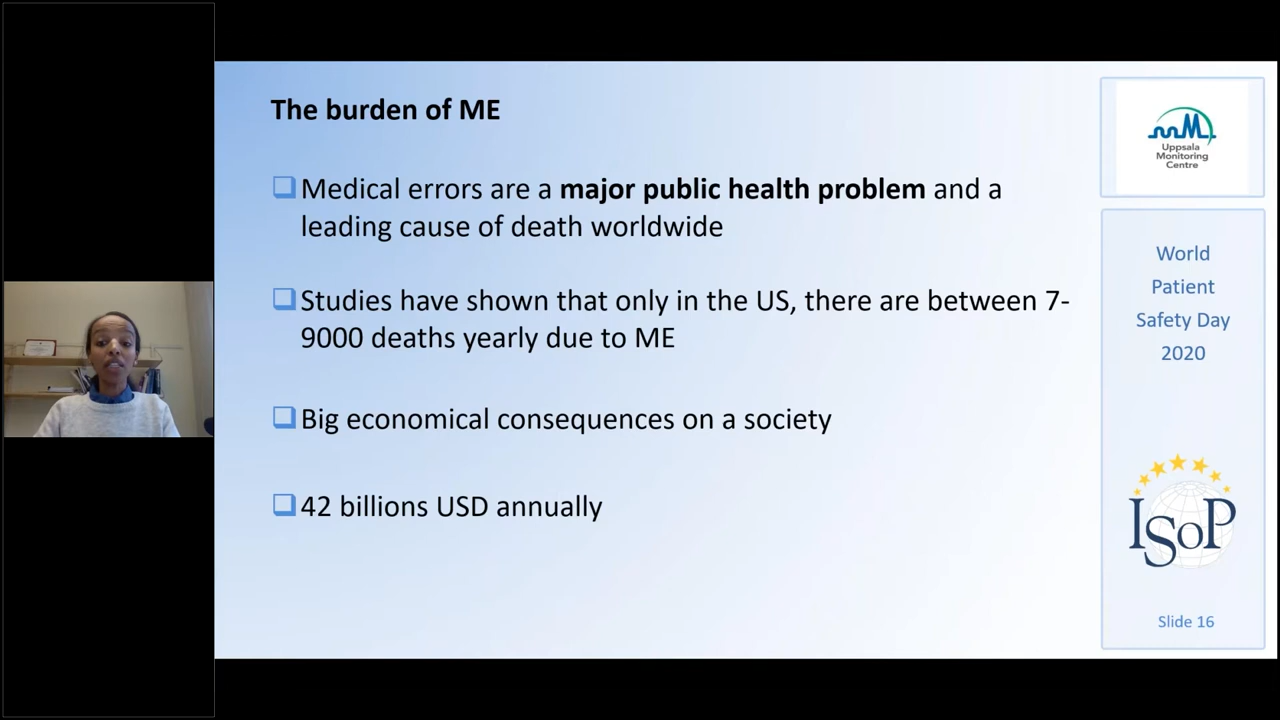 The burden of ME
Medical errors are a major public health problem and a
leading cause of death worldwide
Studies have shown that only in the US, there are between 7-
9000 deaths yearly due to ME
Big economical consequences on a society
42 billions USD annually
Uppsala
Monitoring
Centre
World
Patient
Safety Day
2020
ISoP
Slide 16